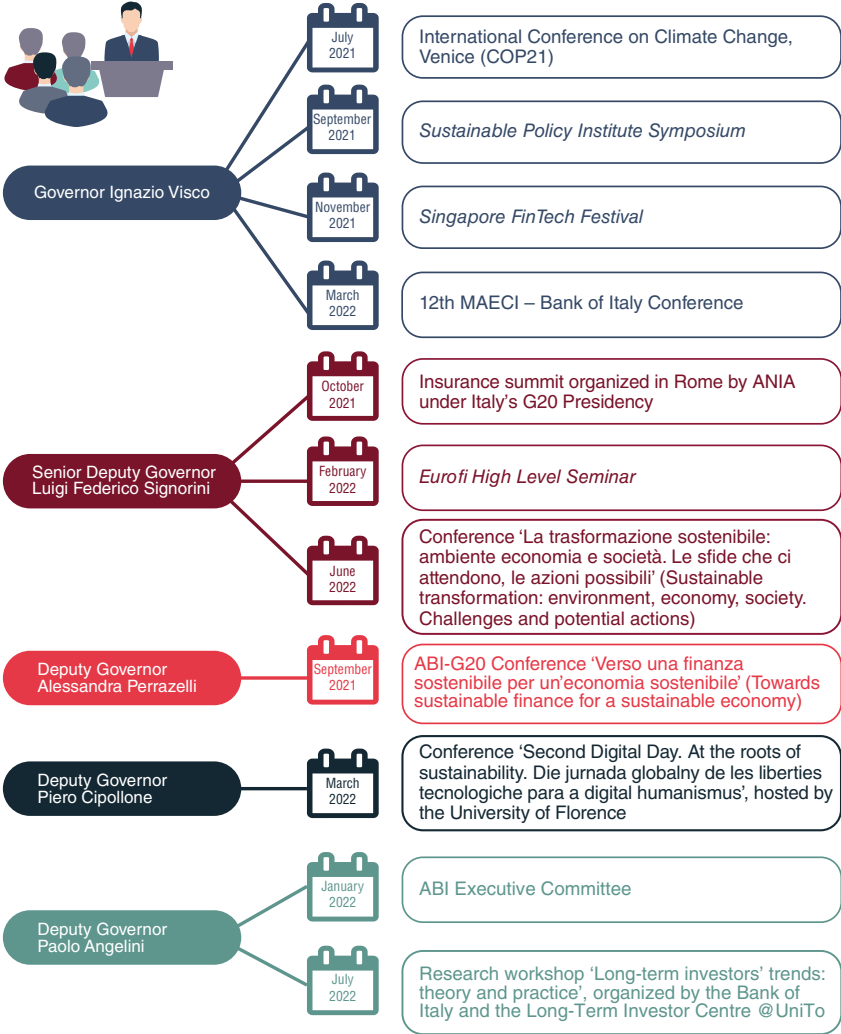 July
2021
International Conference on Climate Change,
Venice (COP21)
September
2021
Sustainable Policy Institute Symposium
Governor Ignazio Visco
November
2021
Singapore FinTech Festival
March
2022
12th MAECI – Bank of Italy Conference
October
2021
Insurance summit organized in Rome by ANIA
under Italy's G20 Presidency
Senior Deputy Governor
Luigi Federico Signorini
February
2022
Eurofi High Level Seminar
June
2022
Conference 'La trasformazione sostenibile:
ambiente economia e società. Le sfide che ci
attendono, le azioni possibili' (Sustainable
transformation: environment, economy, society.
Challenges and potential actions)
Deputy Governor
Alessandra Perrazelli
September
2021
ABI-G20 Conference 'Verso una finanza
sostenibile per un'economia sostenibile' (Towards
sustainable finance for a sustainable economy)
Deputy Governor
Piero Cipollone
March
2022
Conference 'Second Digital Day. At the roots of
sustainability. Die jurnada globalny de les liberties
tecnologiche para a digital humanismus', hosted by
the University of Florence
Deputy Governor
Paolo Angelini
January
2022
ABI Executive Committee
July
2022
Research workshop 'Long-term investors' trends:
theory and practice', organized by the Bank of
Italy and the Long-Term Investor Centre @UniTo